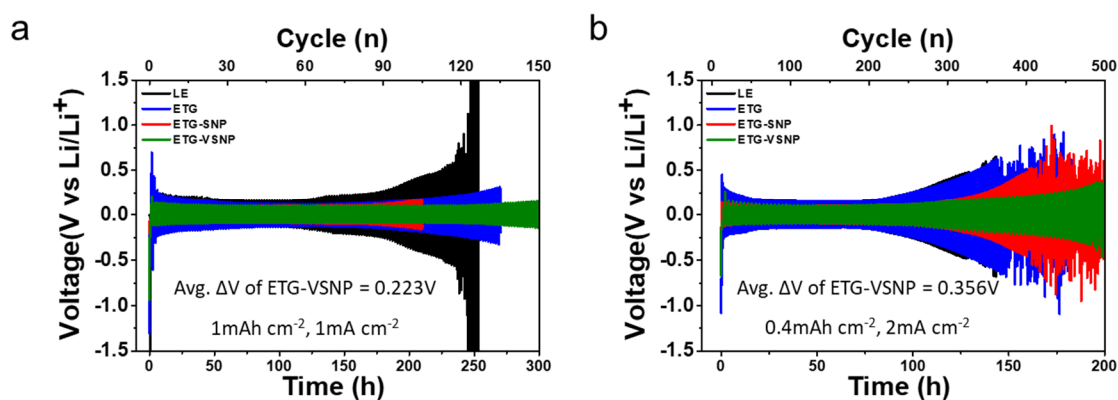 a
Cycle (n)
0 25 50 75 100 125 150
Voltage(V vs Li/Li⁺)
1.5
1.0
0.5
0.0
-0.5
-1.0
-1.5
LE
ETG
ETG-SNP
ETG-VSNP
Avg. ΔV of ETG-VSNP = 0.223V
1mAh cm⁻², 1mA cm⁻²
0 50 100 150 200 250 300
Time (h)
b
Cycle (n)
0 100 200 300 400 500
Voltage(V vs Li/Li⁺)
1.5
1.0
0.5
0.0
-0.5
-1.0
-1.5
LE
ETG
ETG-SNP
ETG-VSNP
Avg. ΔV of ETG-VSNP = 0.356V
0.4mAh cm⁻², 2mA cm⁻²
0 50 100 150 200
Time (h)